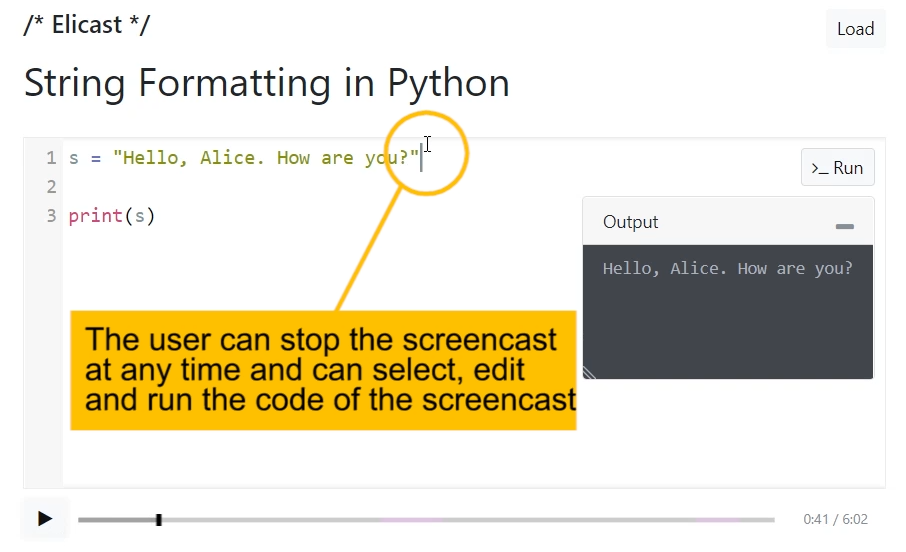 /* Elicast */
Load
String Formatting in Python
1 s = "Hello, Alice. How are you?"
2
3 print(s)
>_ Run
Output
Hello, Alice. How are you?
The user can stop the screencast
at any time and can select, edit
and run the code of the screencast
0:41 / 6:02